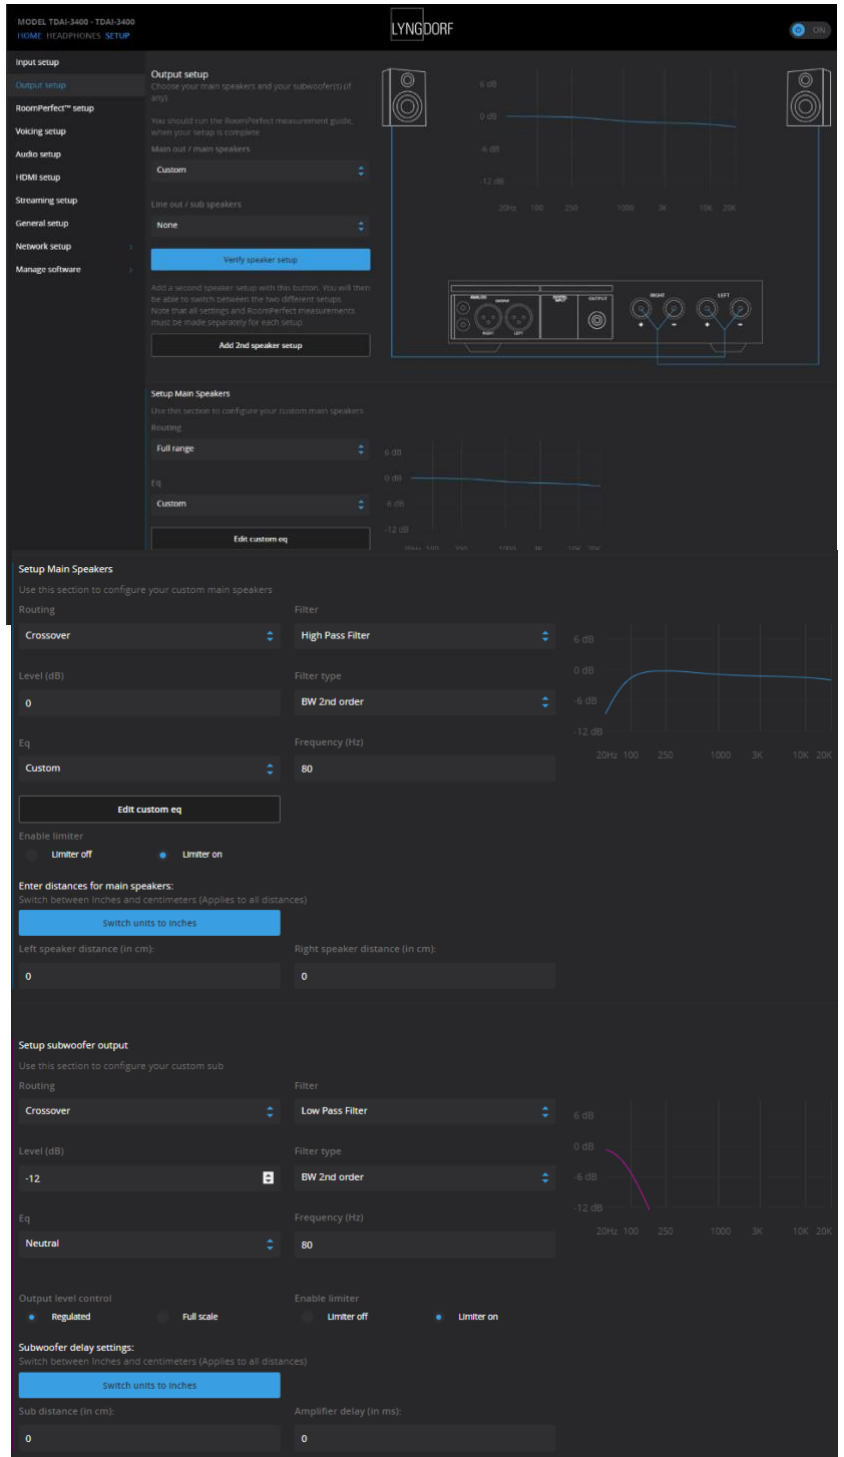 MODEL TDAI-3400 - TDAI-3400
HOME HEADPHONES SETUP
LYNGDORF
ON
Input setup
Output setup
RoomPerfect™ setup
Voicing setup
Audio setup
HDMI setup
Streaming setup
General setup
Network setup
Manage software
Output setup
Choose your main speakers and your subwoofer(s) (if
any).
You should run the RoomPerfect measurement guide,
when your setup is complete
Main out / main speakers
Custom
Line out / sub speakers
None
Verify speaker setup
Add a second speaker setup with this button. You will then
be able to switch between the two different setups.
Note that all settings and RoomPerfect measurements
must be made separately for each setup
Add 2nd speaker setup
6 dB
0 dB
-6 dB
-12 dB
20Hz 100 250 1000 3K 10K 20K
ANALOG
OUTPUT
RIGHT LEFT
DIGITAL
INPUT
OUTPUT
RIGHT LEFT
+ - + -
Setup Main Speakers
Use this section to configure your custom main speakers
Routing
Full range
Eq
Custom
Edit custom eq
6 dB
0 dB
-6 dB
-12 dB
20Hz 100 250 1000 3K 10K 20K
Setup Main Speakers
Use this section to configure your custom main speakers
Routing Filter
Crossover High Pass Filter
Level (dB) Filter type
0 BW 2nd order
Eq Frequency (Hz)
Custom 80
Edit custom eq
6 dB
0 dB
-6 dB
-12 dB
20Hz 100 250 1000 3K 10K 20K
Enable limiter
Limiter off Limiter on
Enter distances for main speakers:
Switch between Inches and centimeters (Applies to all distances)
Switch units to Inches
Left speaker distance (in cm): Right speaker distance (in cm):
0 0
Setup subwoofer output
Use this section to configure your custom sub
Routing Filter
Crossover Low Pass Filter
Level (dB) Filter type
-12 BW 2nd order
Eq Frequency (Hz)
Neutral 80
6 dB
0 dB
-6 dB
-12 dB
20Hz 100 250 1000 3K 10K 20K
Output level control Enable limiter
Regulated Full scale Limiter off Limiter on
Subwoofer delay settings:
Switch between Inches and centimeters (Applies to all distances)
Switch units to Inches
Sub distance (in cm): Amplifier delay (in ms):
0 0